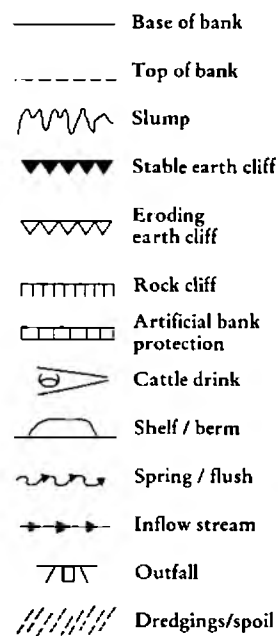 Base of bank
Top of bank
Slump
Stable earth cliff
Eroding
earth cliff
Rock cliff
Artificial bank
protection
Cattle drink
Shelf / berm
Spring / flush
Inflow stream
Outfall
Dredgings/spoil